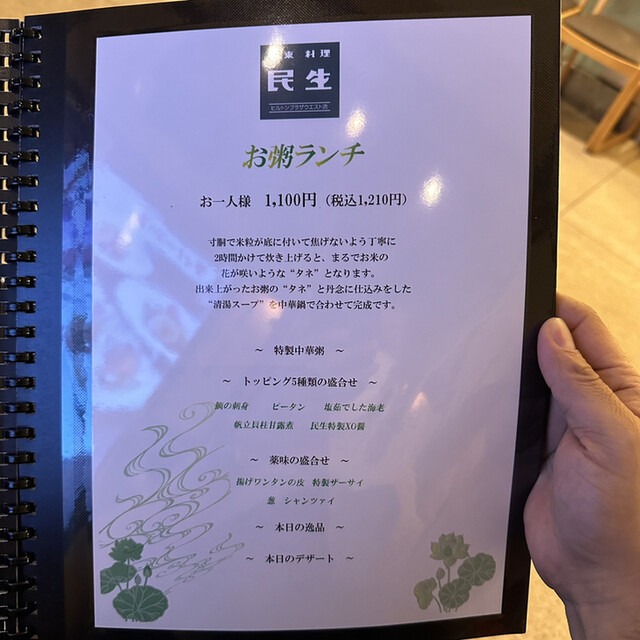 東 料理
民生
ヒルトンプラザウエスト店
お粥ランチ
お一人様 1,100円(税込1,210円)
寸胴で米粒が底に付いて焦げないよう丁寧に
2時間かけて炊き上げると、まるでお米の
花が咲いような“タネ”となります。
出来上がったお粥の“タネ”と丹念に仕込みをした
“清湯スープ”を中華鍋で合わせて完成です。
~ 特製中華粥 ~
~ トッピング5種類の盛合せ ~
鯛の刺身 ピータン 塩茹でした海老
帆立貝柱甘露煮 民生特製XO醤
~ 薬味の盛合せ ~
揚げワンタンの皮 特製ザーサイ
葱 シャンツァイ
~ 本日の逸品 ~
~ 本日のデザート ~